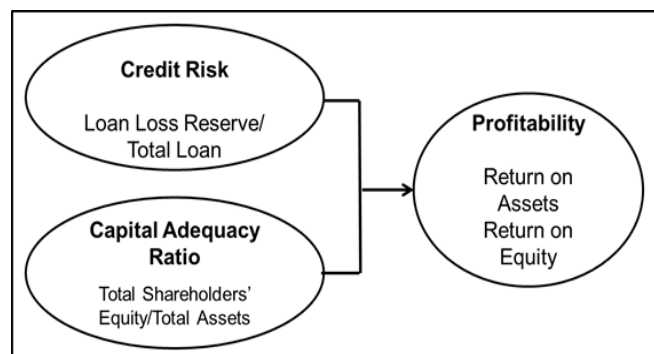 Credit Risk
Loan Loss Reserve/
Total Loan
Capital Adequacy
Ratio
Total Shareholders'
Equity/Total Assets
Profitability
Return on
Assets
Return on
Equity